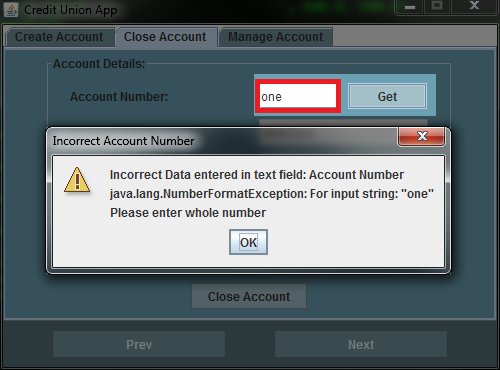 Credit Union App
Create Account Close Account Manage Account
Account Details:
Account Number: one Get
Incorrect Account Number
Incorrect Data entered in text field: Account Number
java.lang.NumberFormatException: For input string: "one"
Please enter whole number
OK
Close Account
Prev Next